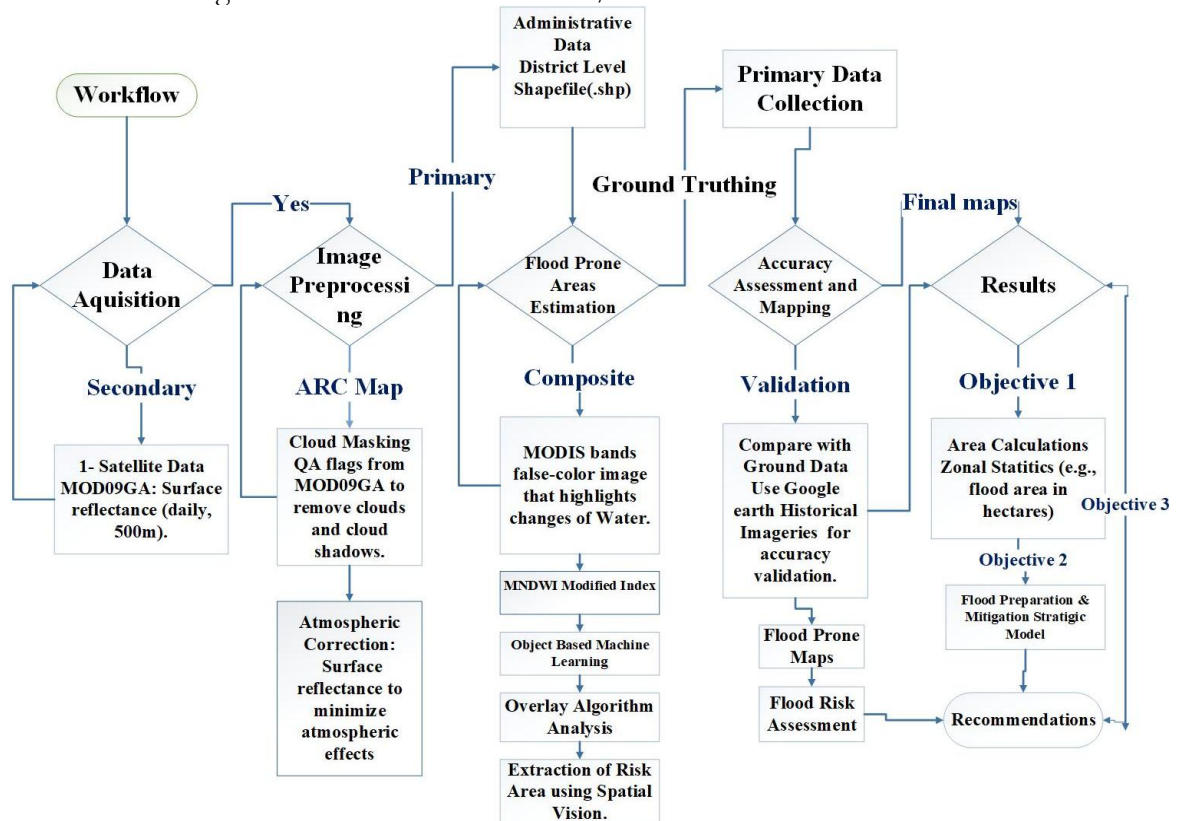 Workflow
Data
Aquisition
Secondary
1- Satellite Data
MOD09GA: Surface
reflectance (daily,
500m).
Yes
Image
Preprocessi
ng
ARC Map
Cloud Masking
QA flags from
MOD09GA to
remove clouds
and cloud
shadows.
Atmospheric
Correction:
Surface
reflectance to
minimize
atmospheric
effects
Primary
Administrative
Data
District Level
Shapefile(.shp)
Flood Prone
Areas
Estimation
Composite
MODIS bands
false-color image
that highlights
changes of Water.
MNDWI Modified Index
Object Based Machine
Learning
Overlay Algorithm
Analysis
Extraction of Risk
Area using Spatial
Vision.
Ground Truthing
Primary Data
Collection
Accuracy
Assessment and
Mapping
Validation
Compare with
Ground Data
Use Google
earth Historical
Imageries for
accuracy
validation.
Flood Prone
Maps
Flood Risk
Assessment
Final maps
Results
Objective 1
Area Calculations
Zonal Statitics (e.g.,
flood area in
hectares)
Objective 2
Flood Preparation &
Mitigation Stratigic
Model
Recommendations
Objective 3